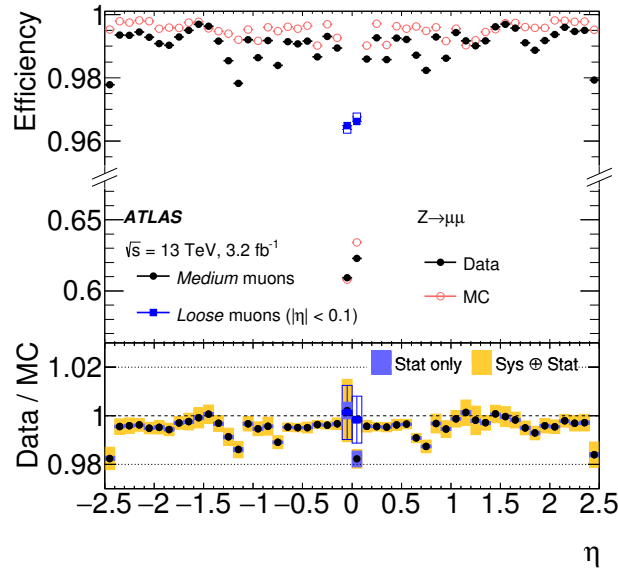 Efficiency
1
0.98
0.96
0.65
0.6
ATLAS
√s = 13 TeV, 3.2 fb⁻¹
Medium muons
Loose muons (|η| < 0.1)
Z→μμ
Data
MC
Data / MC
1.02
1
0.98
Stat only
Sys ⊕ Stat
−2.5 −2 −1.5 −1 −0.5 0 0.5 1 1.5 2 2.5
η